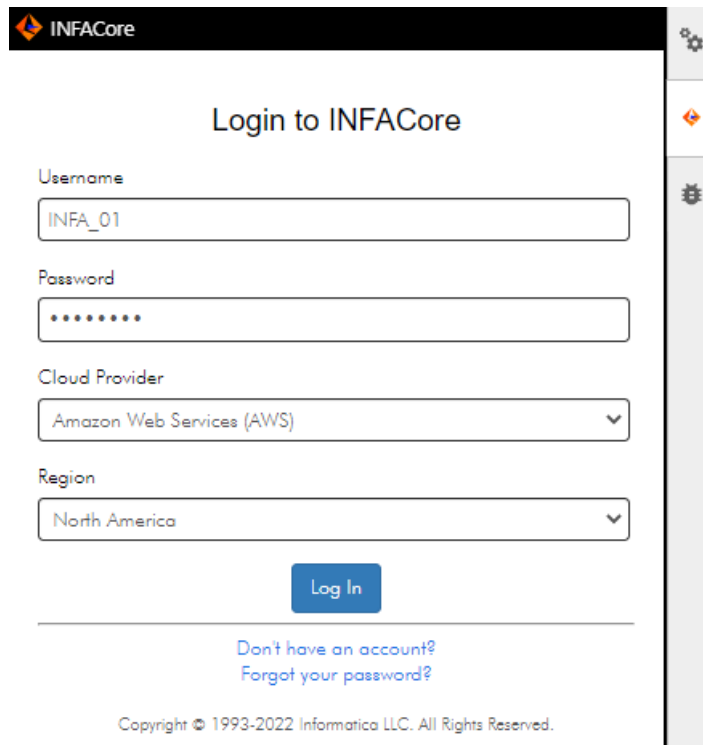 INFACore
Login to INFACore
Username
INFA_01
Password
••••••••
Cloud Provider
Amazon Web Services (AWS)
Region
North America
Log In
Don't have an account?
Forgot your password?
Copyright © 1993-2022 Informatica LLC. All Rights Reserved.